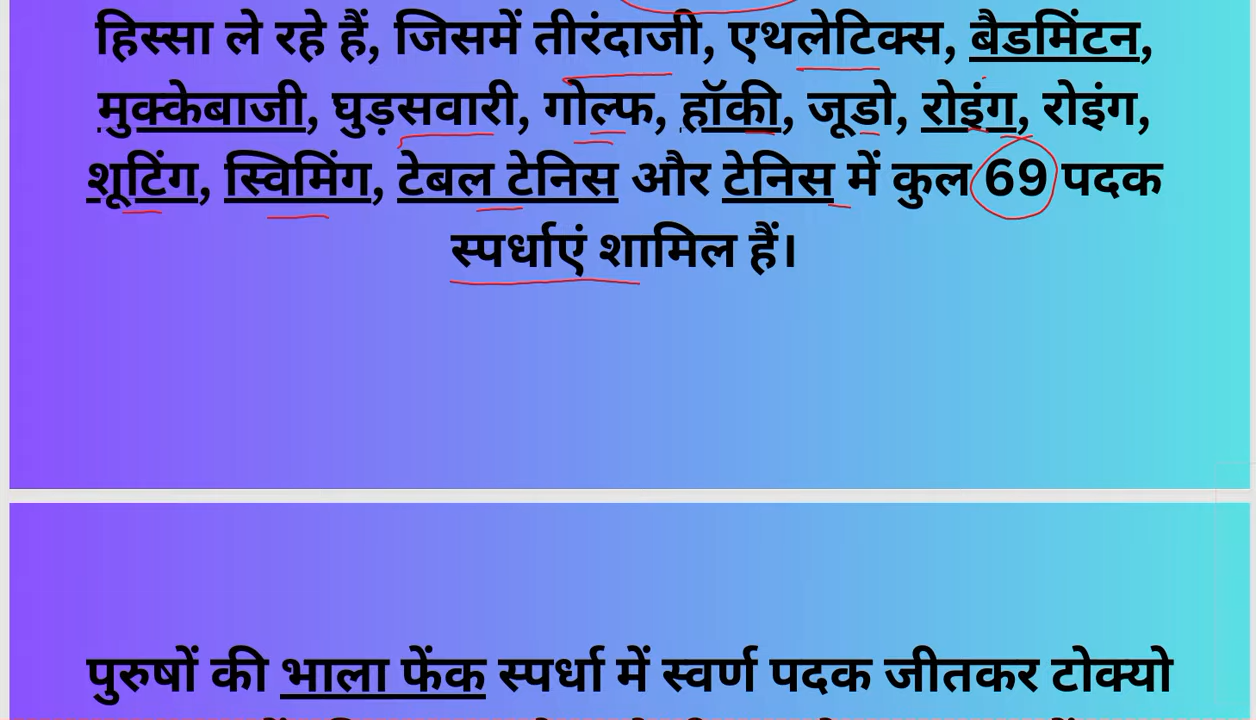 हिस्सा ले रहे हैं, जिसमें तीरंदाजी, एथलेटिक्स, बैडमिंटन,
मुक्केबाजी, घुड़सवारी, गोल्फ, हॉकी, जूडो, रोइंग, रोइंग,
शूटिंग, स्विमिंग, टेबल टेनिस और टेनिस में कुल 69 पदक
स्पर्धाएं शामिल हैं।
पुरुषों की भाला फेंक स्पर्धा में स्वर्ण पदक जीतकर टोक्यो